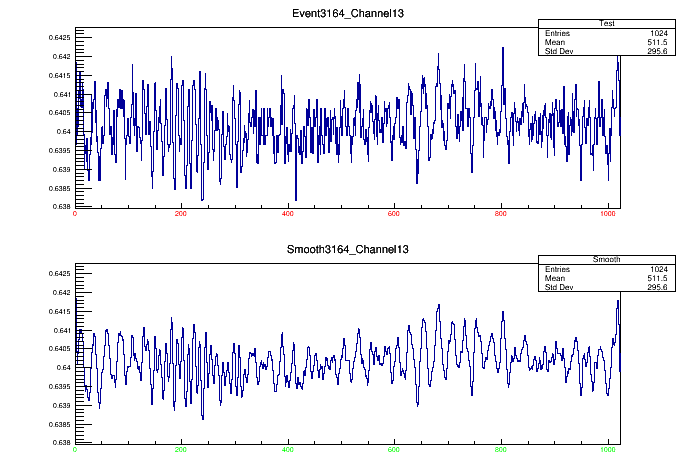 Event3164_Channel13
Test
Entries 1024
Mean 511.5
Std Dev 295.6
0.6425
0.642
0.6415
0.641
0.6405
0.64
0.6395
0.639
0.6385
0.638
0 200 400 600 800 1000
Smooth3164_Channel13
Smooth
Entries 1024
Mean 511.5
Std Dev 295.6
0.6425
0.642
0.6415
0.641
0.6405
0.64
0.6395
0.639
0.6385
0.638
0 200 400 600 800 1000